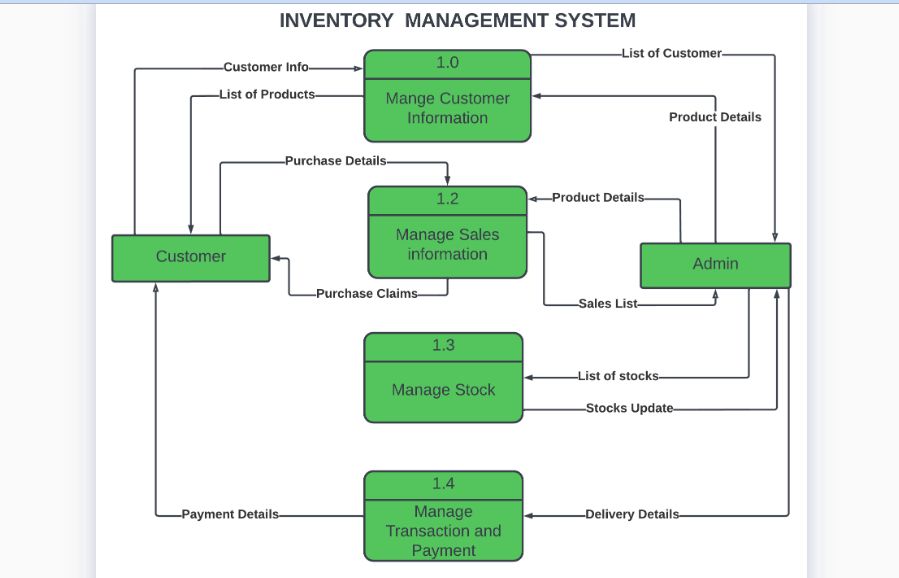 INVENTORY MANAGEMENT SYSTEM
1.0
List of Customer
Customer Info
List of Products
Mange Customer
Information
Product Details
Purchase Details
1.2
Product Details
Manage Sales
information
Customer
Admin
Purchase Claims
Sales List
1.3
List of stocks
Manage Stock
Stocks Update
1.4
Payment Details
Manage
Transaction and
Payment
Delivery Details